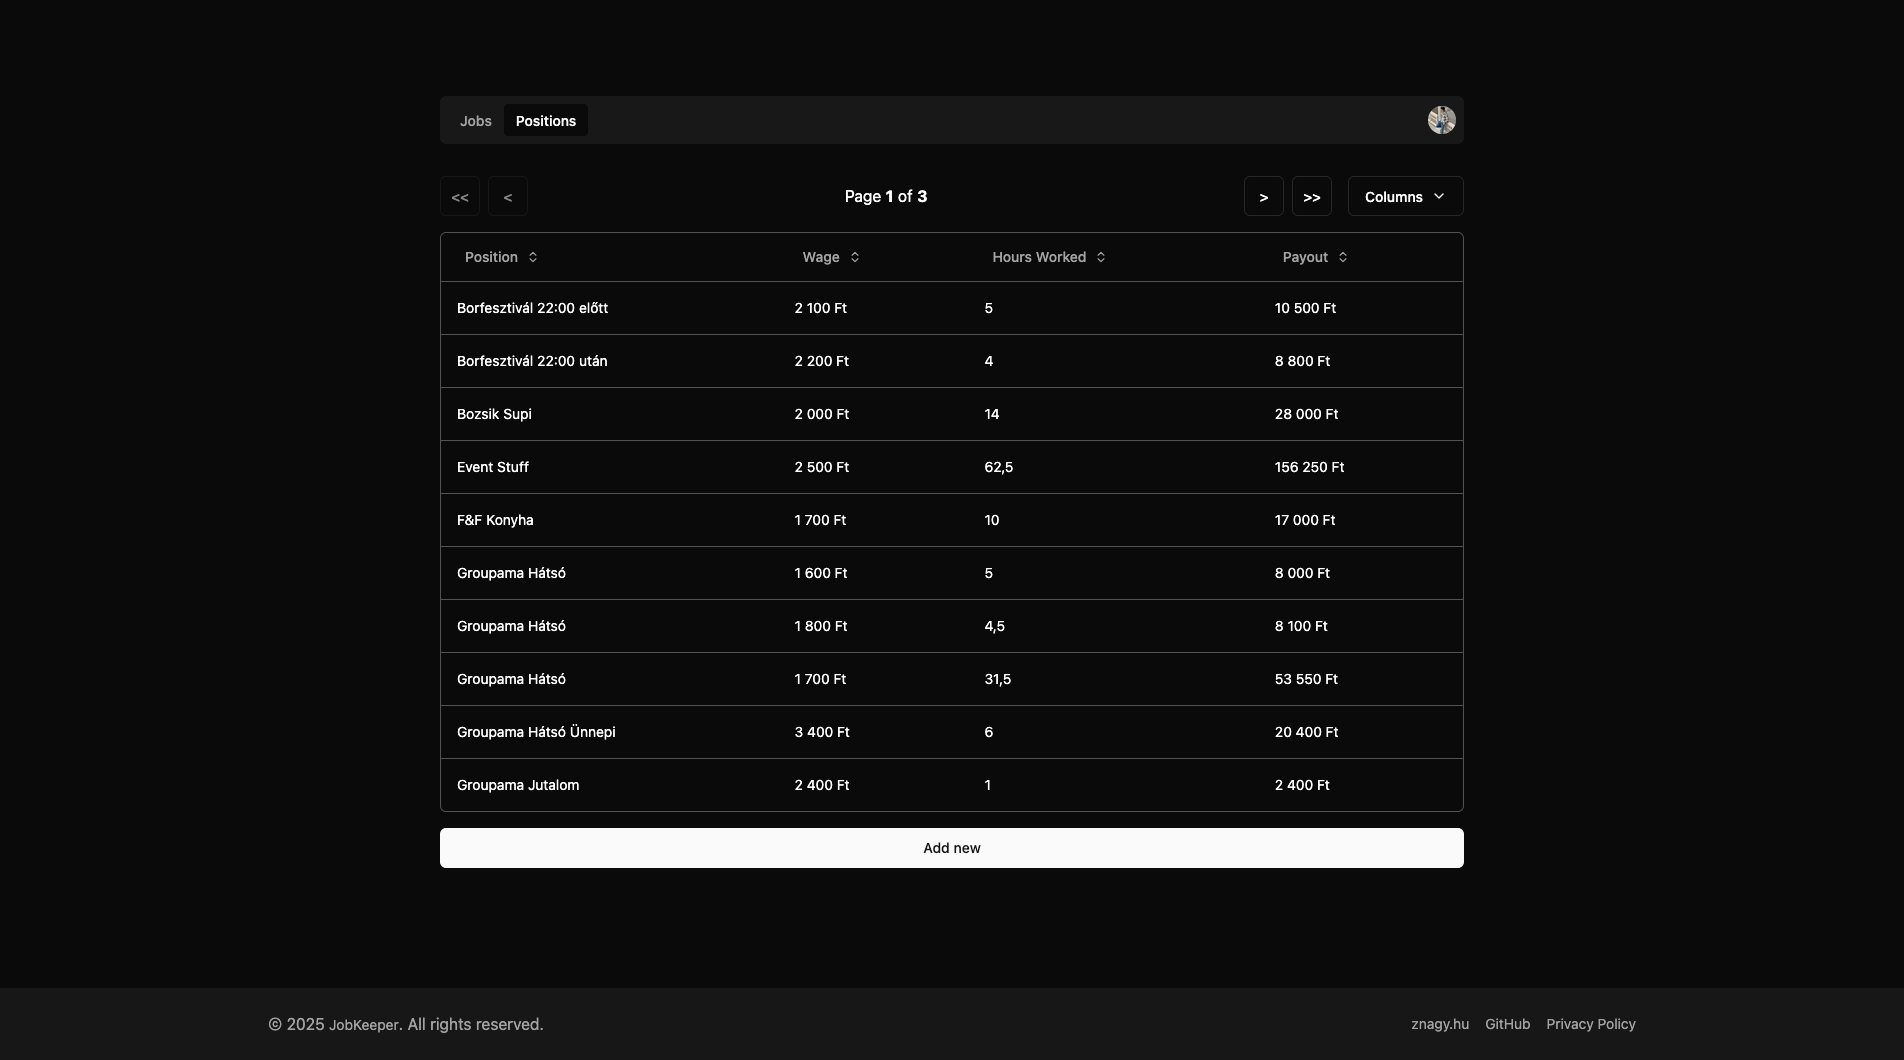 Jobs Positions
<< < Page 1 of 3 > >> Columns
Position Wage Hours Worked Payout
Borfesztivál 22:00 előtt 2 100 Ft 5 10 500 Ft
Borfesztivál 22:00 után 2 200 Ft 4 8 800 Ft
Bozsik Supi 2 000 Ft 14 28 000 Ft
Event Stuff 2 500 Ft 62,5 156 250 Ft
F&F Konyha 1 700 Ft 10 17 000 Ft
Groupama Hátsó 1 600 Ft 5 8 000 Ft
Groupama Hátsó 1 800 Ft 4,5 8 100 Ft
Groupama Hátsó 1 700 Ft 31,5 53 550 Ft
Groupama Hátsó Ünnepi 3 400 Ft 6 20 400 Ft
Groupama Jutalom 2 400 Ft 1 2 400 Ft
Add new
© 2025 JobKeeper. All rights reserved. znagy.hu GitHub Privacy Policy